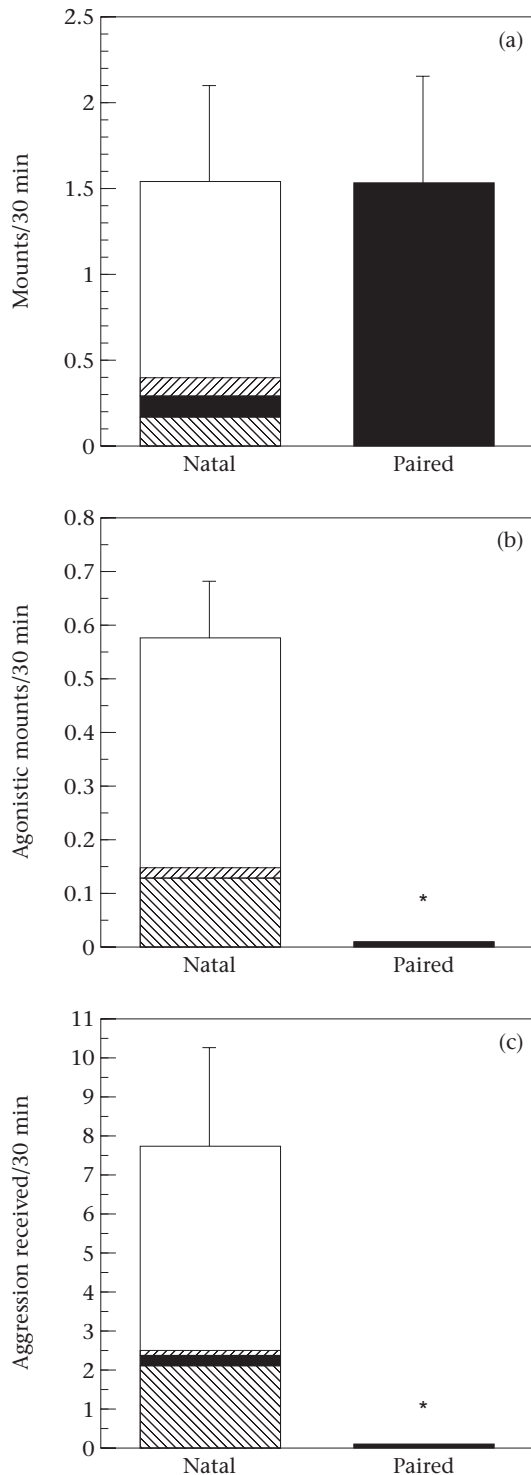 (a)
Mounts/30 min
2.5
2
1.5
1
0.5
0
Natal
Paired
(b)
Agonistic mounts/30 min
0.8
0.7
0.6
0.5
0.4
0.3
0.2
0.1
0
*
Natal
Paired
(c)
Aggression received/30 min
11
10
9
8
7
6
5
4
3
2
1
0
*
Natal
Paired